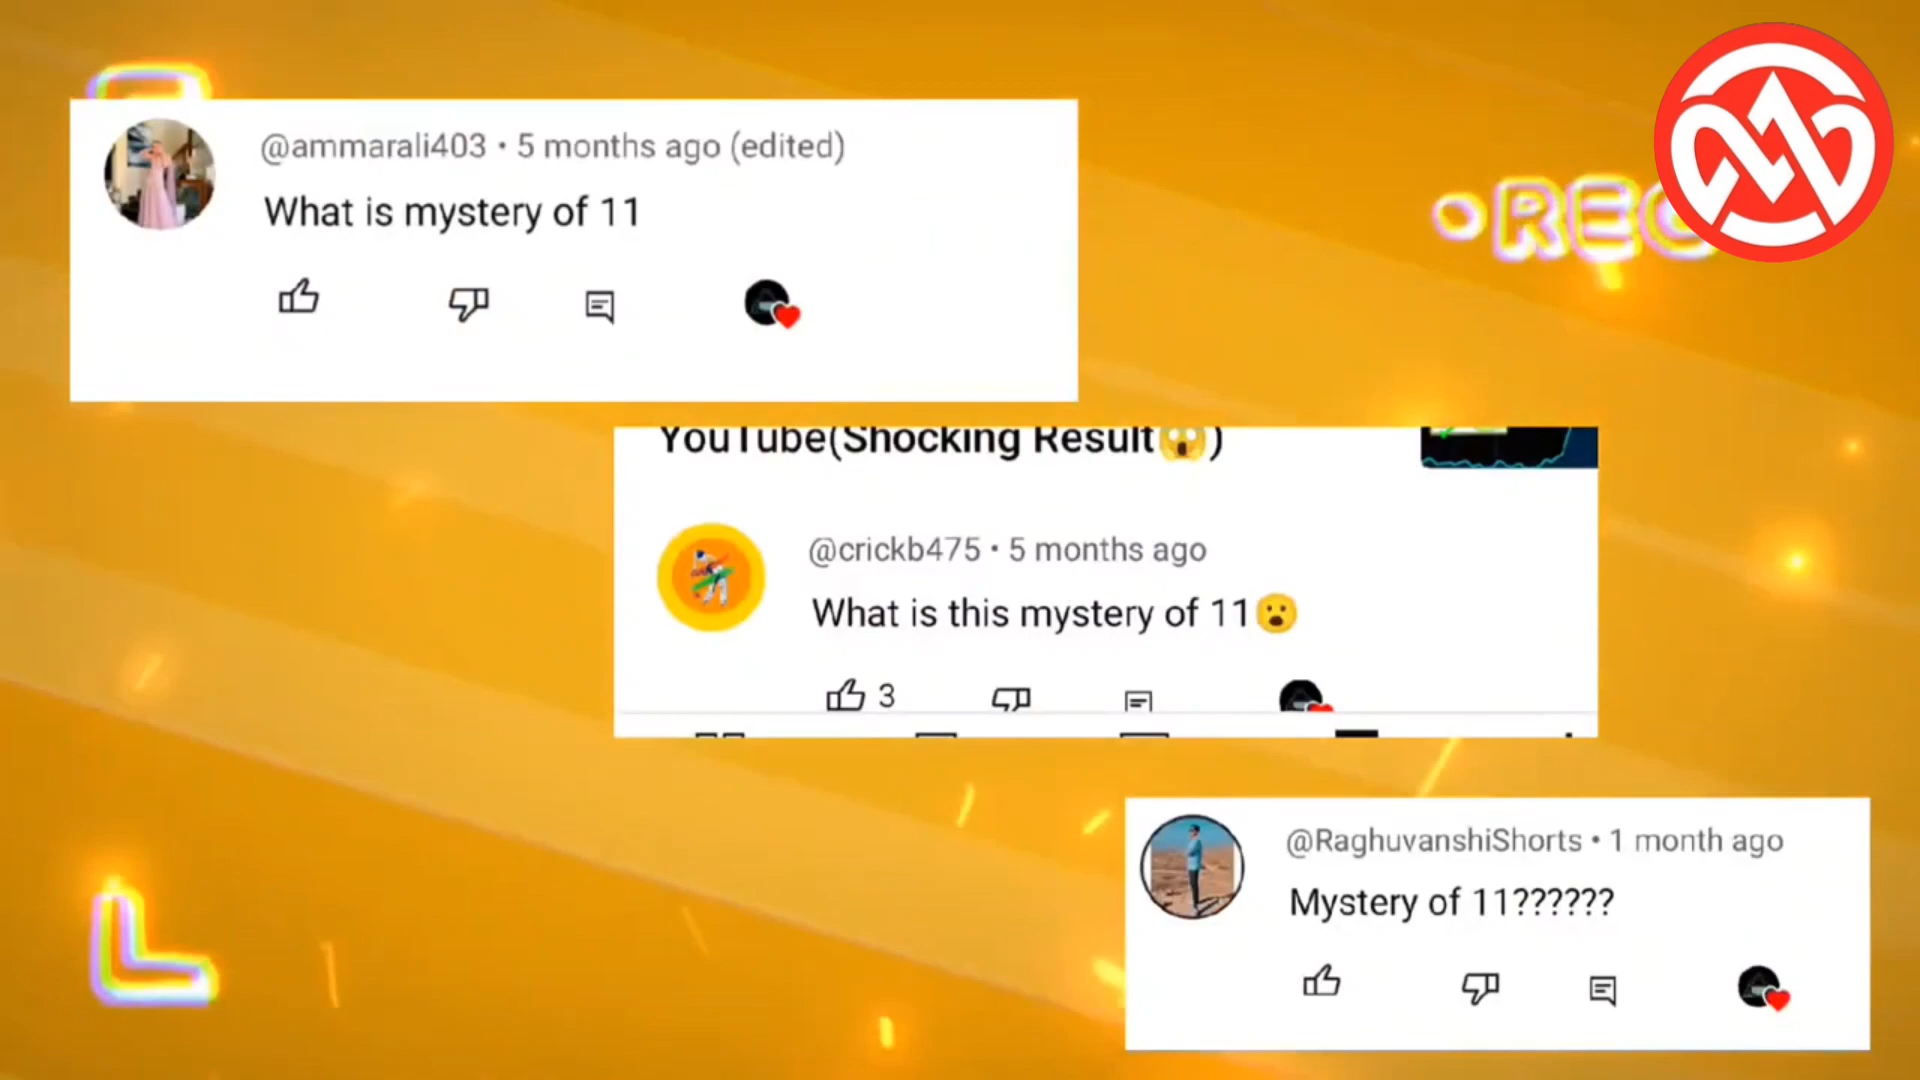 @ammarali403 • 5 months ago (edited)
What is mystery of 11
REC
YouTube(Shocking Result😱)
@crickb475 • 5 months ago
What is this mystery of 11😮
3
@RaghuvanshiShorts • 1 month ago
Mystery of 11??????